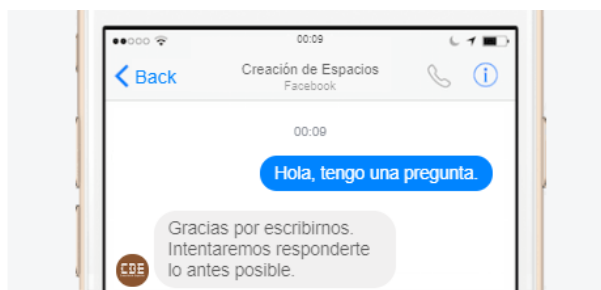 00:09
Back
Creación de Espacios
Facebook
00:09
Hola, tengo una pregunta.
Gracias por escribirnos.
Intentaremos responderte
lo antes posible.
CDE